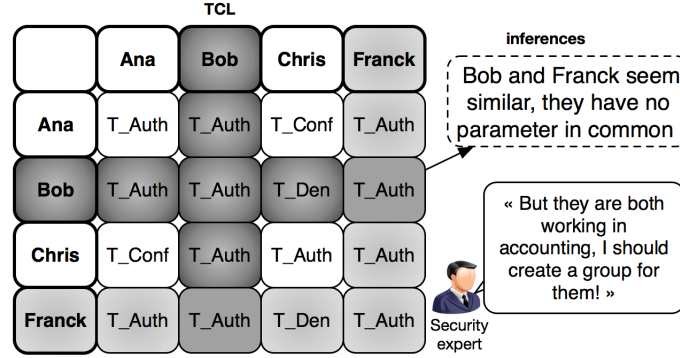 TCL
Ana Bob Chris Franck
Ana T_Auth T_Auth T_Conf T_Auth
Bob T_Auth T_Auth T_Den T_Auth
Chris T_Conf T_Auth T_Auth T_Auth
Franck T_Auth T_Auth T_Den T_Auth
inferences
Bob and Franck seem
similar, they have no
parameter in common
« But they are both
working in
accounting, I should
create a group for
them! »
Security
expert